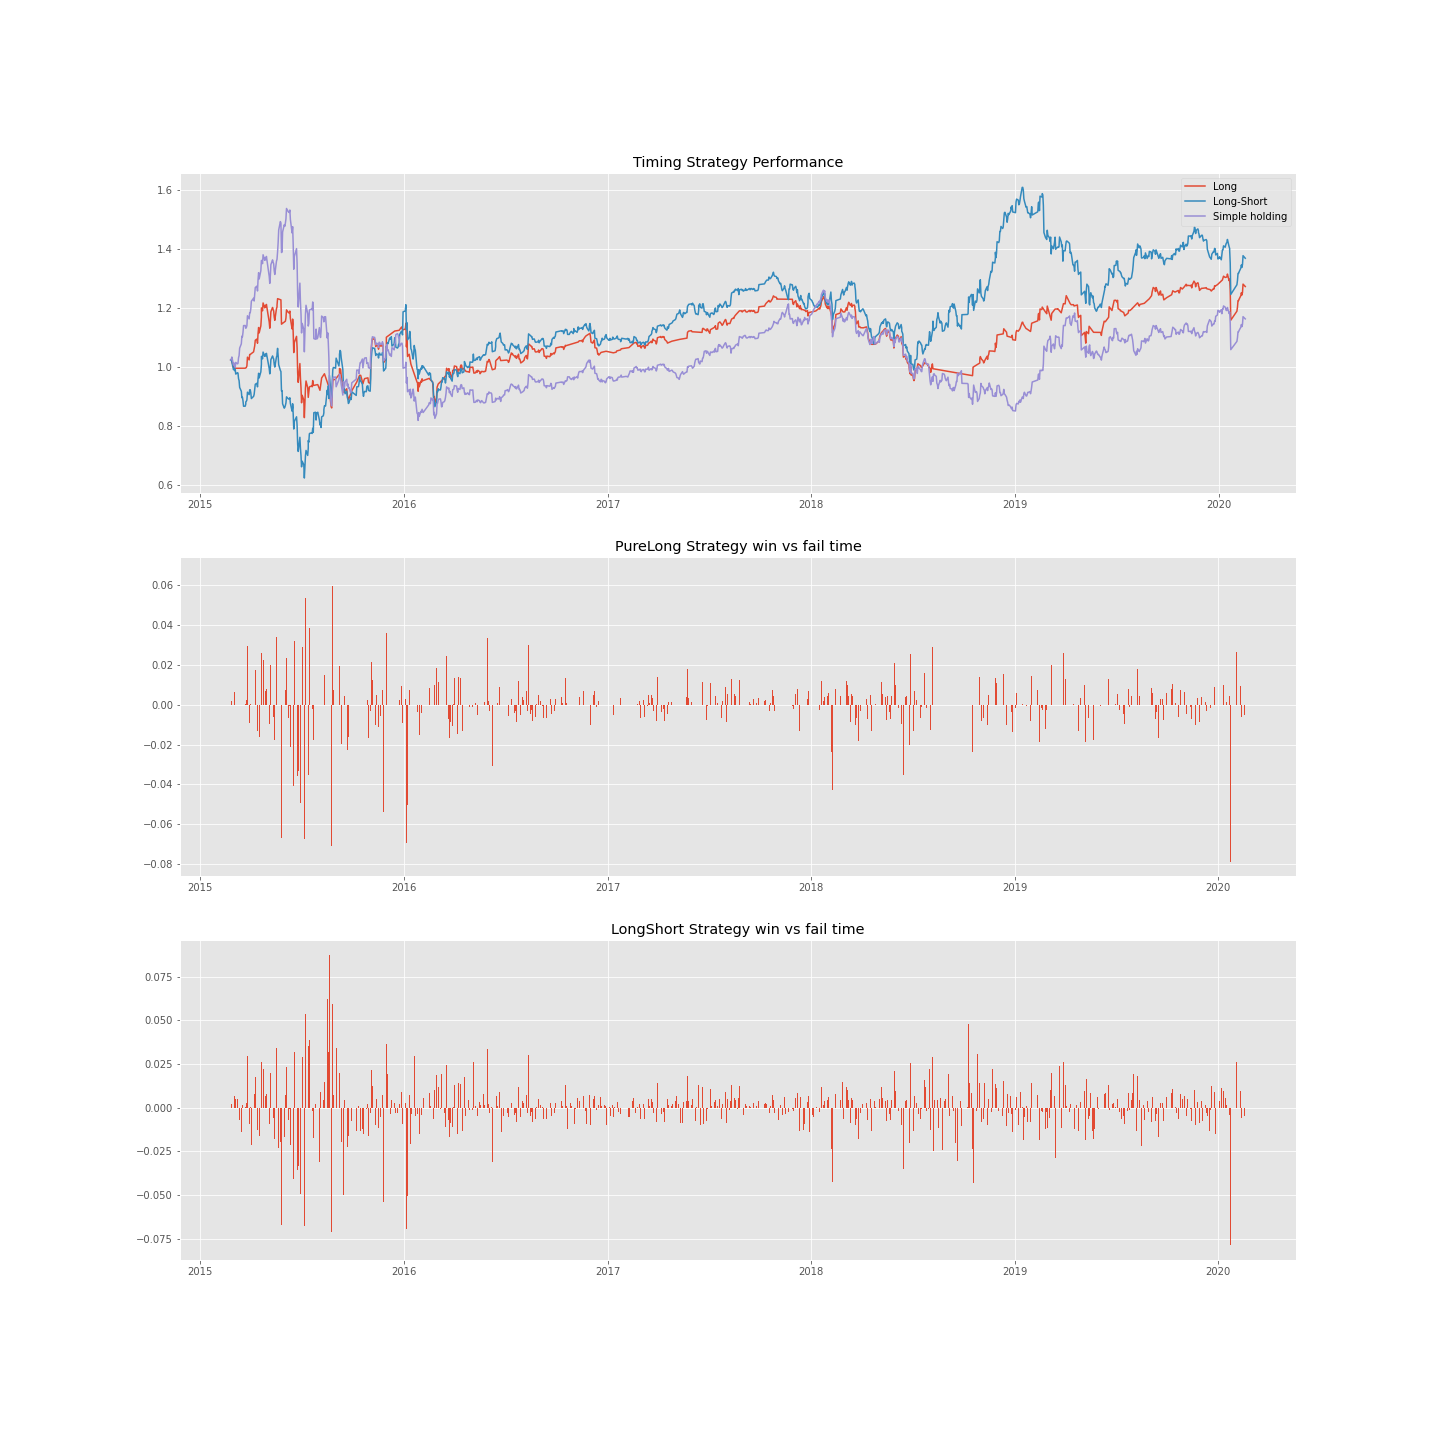 Timing Strategy Performance
1.6
1.4
1.2
1.0
0.8
0.6
Long
Long-Short
Simple holding
2015 2016 2017 2018 2019 2020
PureLong Strategy win vs fail time
0.06
0.04
0.02
0.00
−0.02
−0.04
−0.06
−0.08
2015 2016 2017 2018 2019 2020
LongShort Strategy win vs fail time
0.075
0.050
0.025
0.000
−0.025
−0.050
−0.075
2015 2016 2017 2018 2019 2020